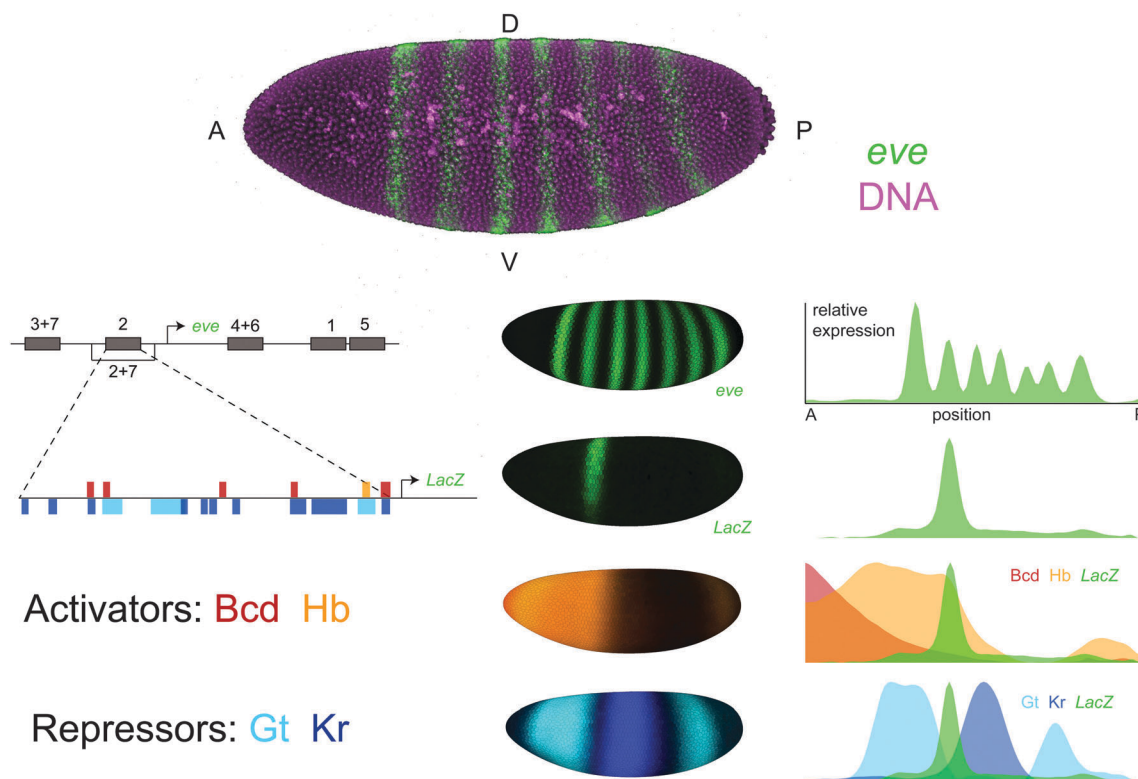 D
A
P
V
eve
DNA
3+7
2
eve
4+6
1
5
2+7
LacZ
eve
relative
expression
A
position
LacZ
Activators: Bcd Hb
Bcd Hb LacZ
Repressors: Gt Kr
Gt Kr LacZ